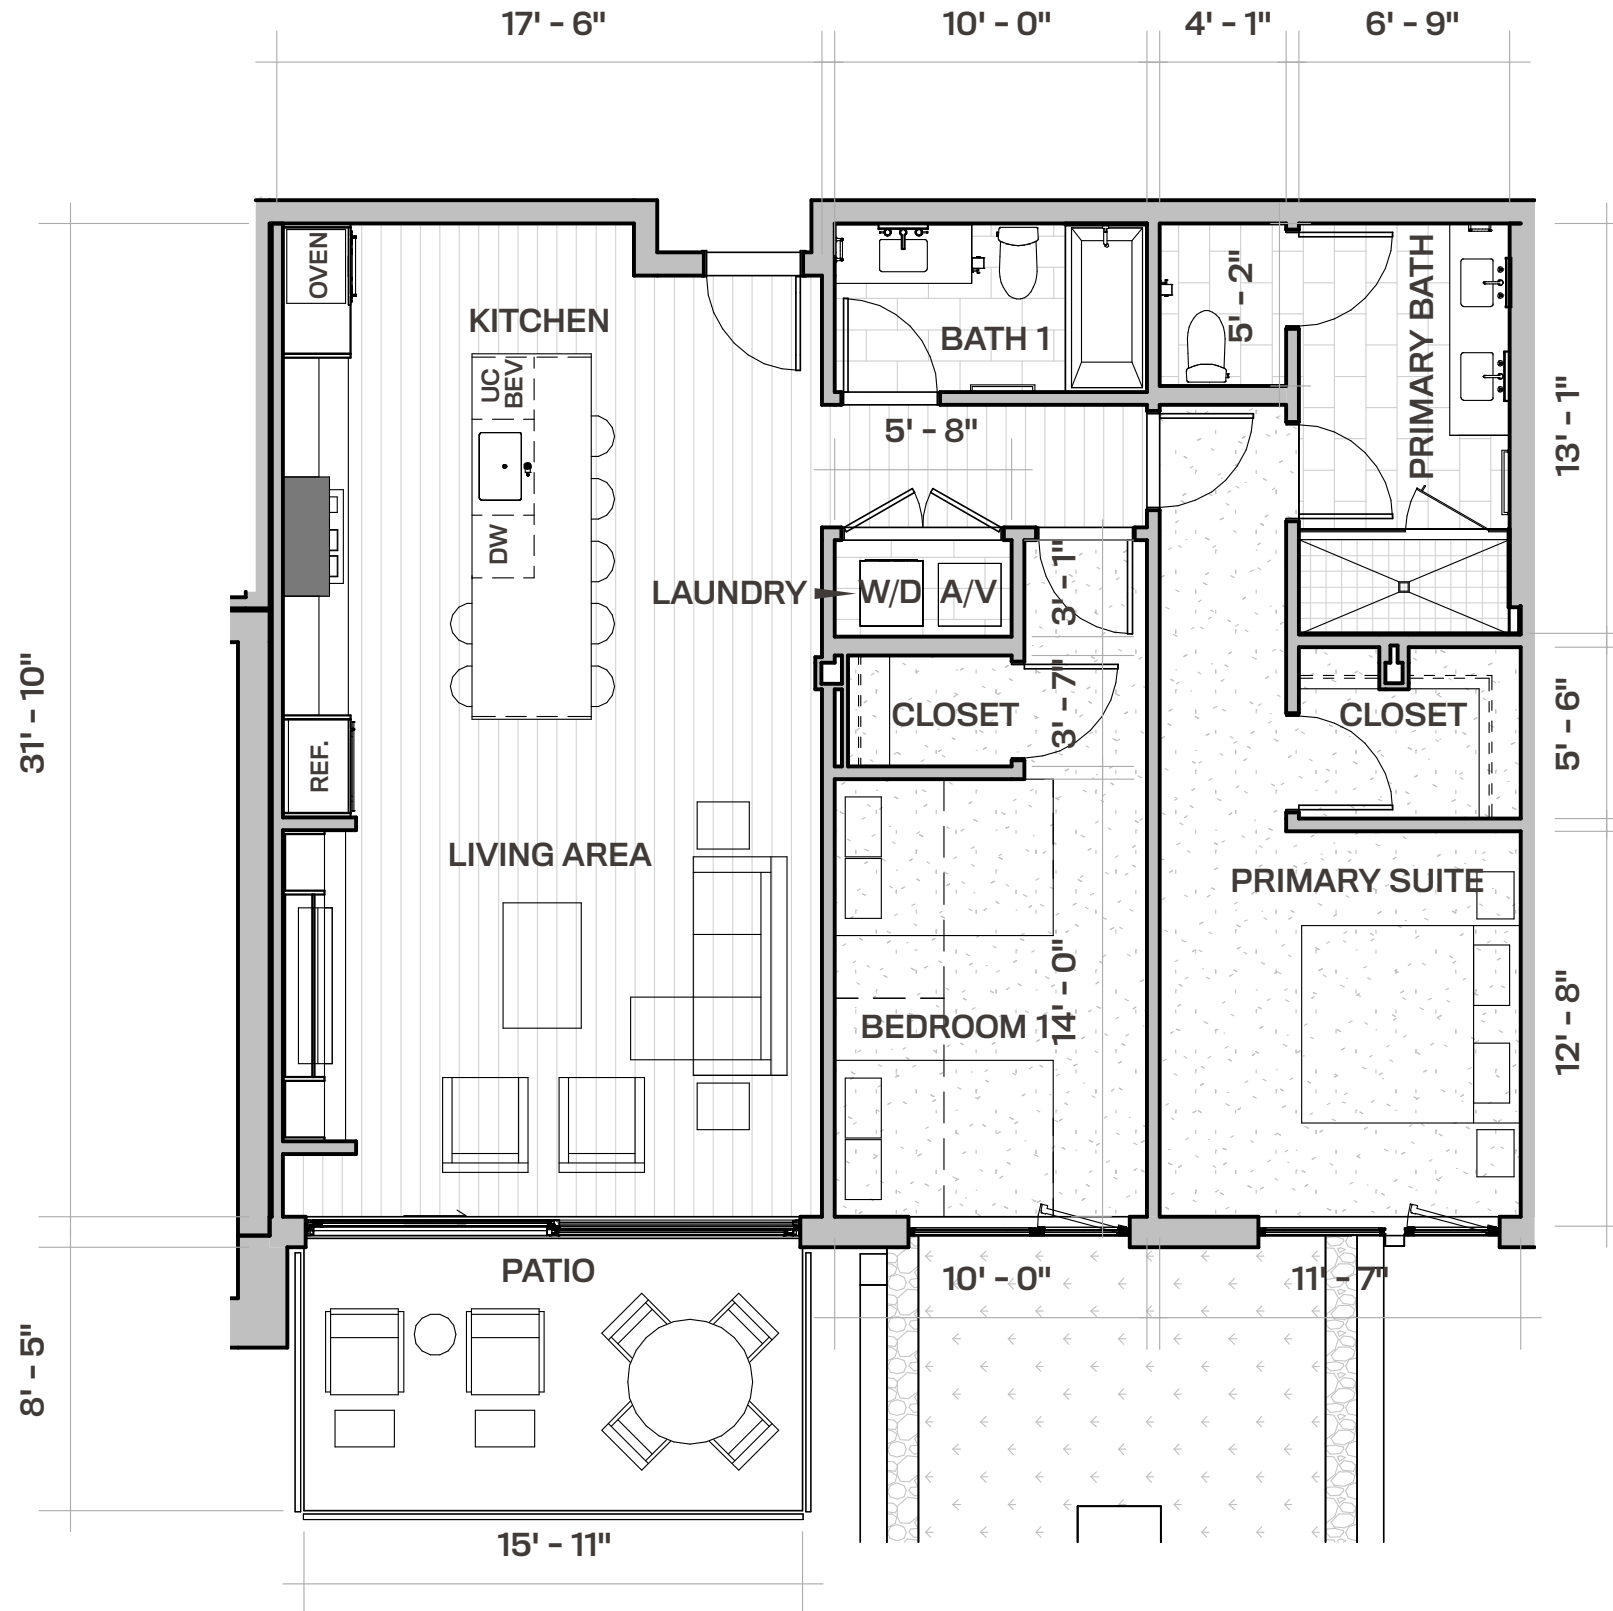 17' - 6"
10' - 0"
4' - 1"
6' - 9"
OVEN
KITCHEN
BATH 1
5' - 2"
PRIMARY BATH
UC
BEV
5' - 8"
13' - 1"
DW
LAUNDRY
W/D
A/V
3' - 1"
31' - 10"
3' - 7"
CLOSET
CLOSET
5' - 6"
REF.
LIVING AREA
PRIMARY SUITE
14' - 0"
BEDROOM 1
12' - 8"
PATIO
10' - 0"
11' - 7"
8' - 5"
15' - 11"